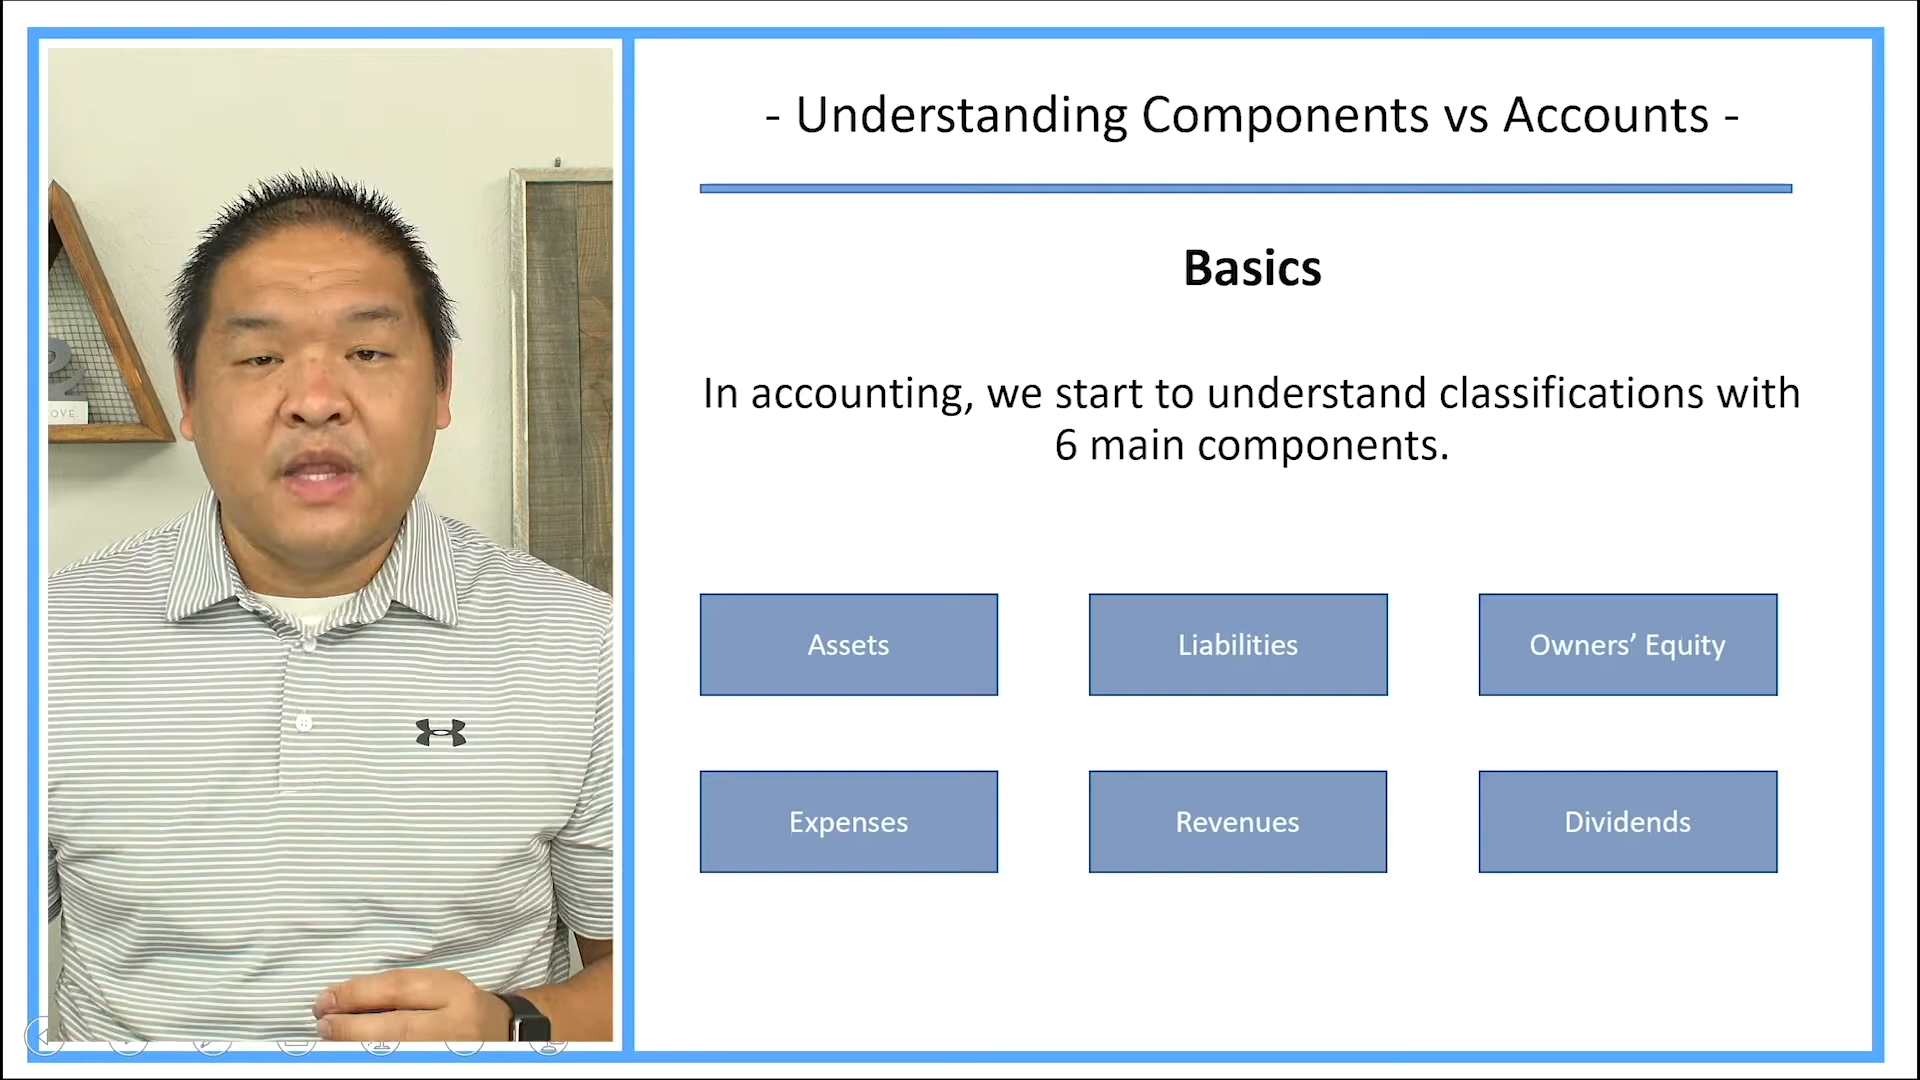 - Understanding Components vs Accounts -
Basics
In accounting, we start to understand classifications with
6 main components.
Assets
Liabilities
Owners’ Equity
Expenses
Revenues
Dividends
OVE.